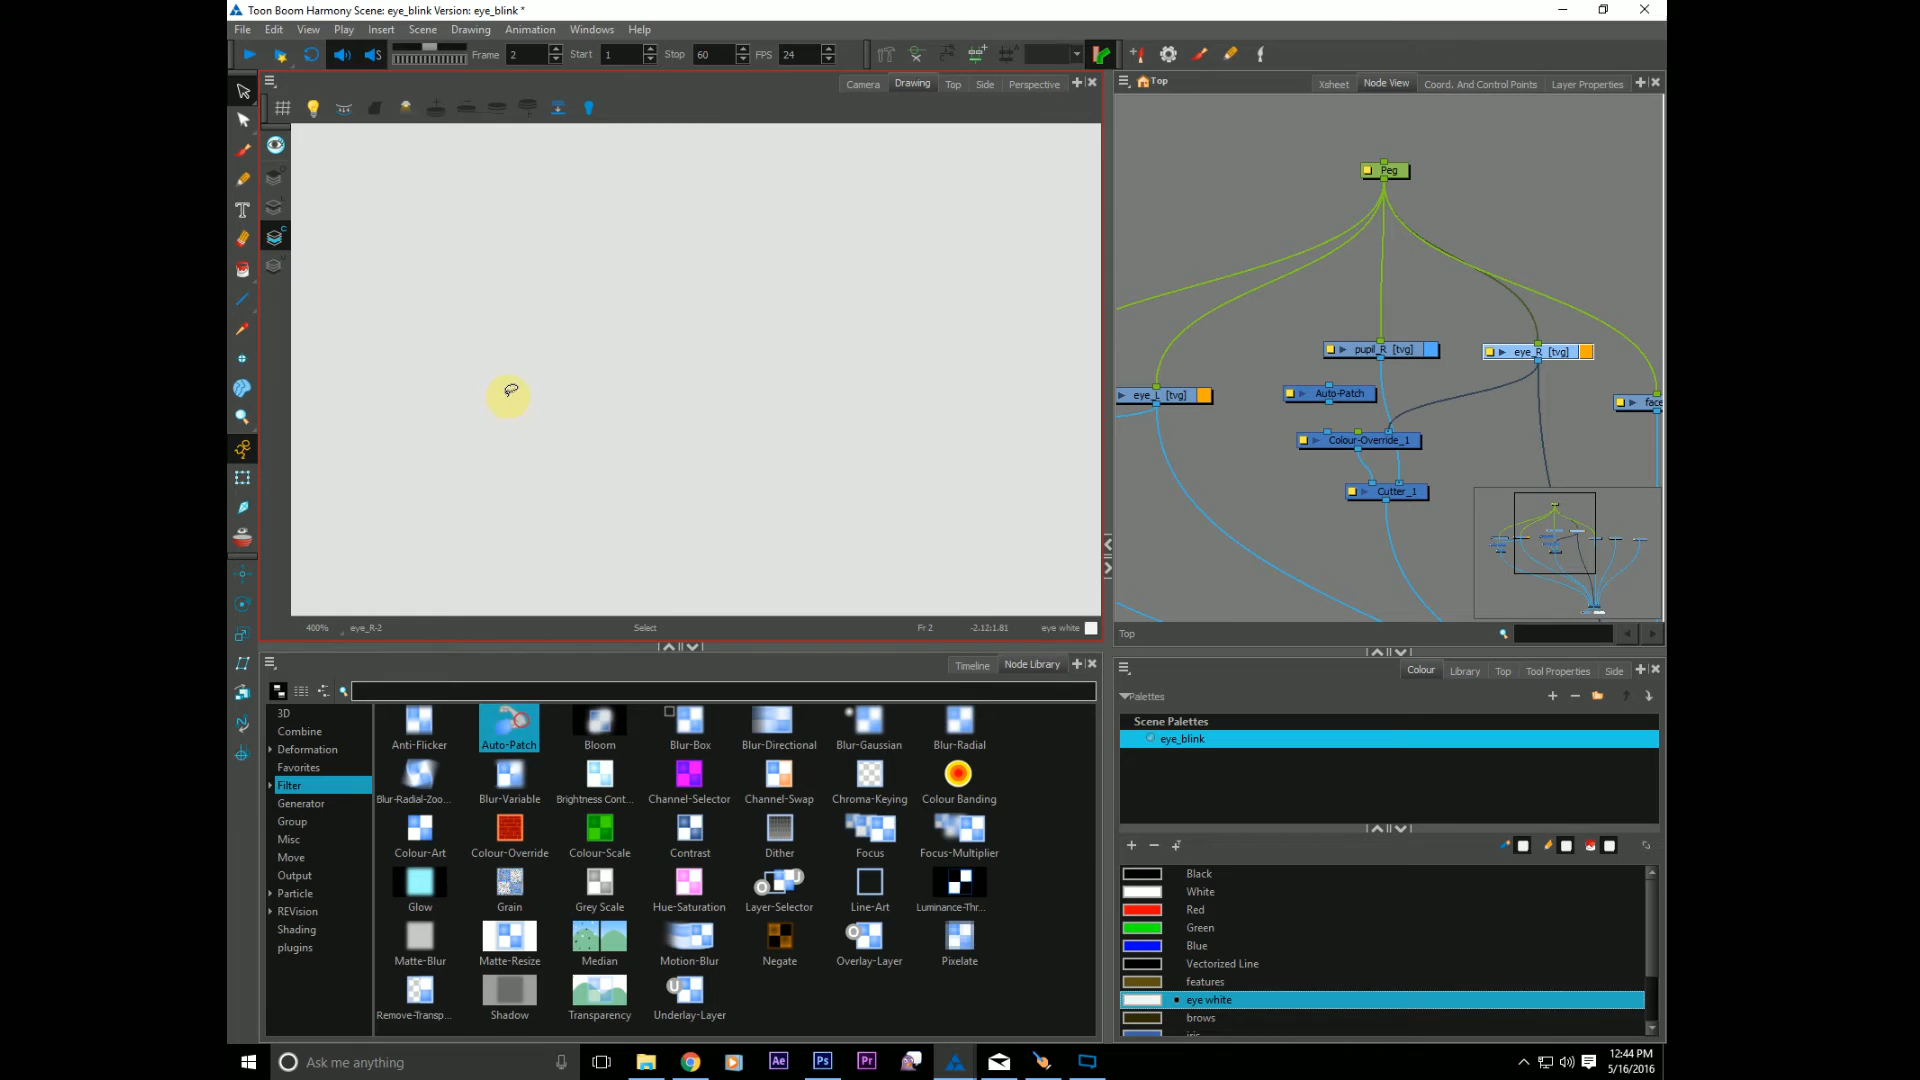 Toon Boom Harmony Scene: eye_blink Version: eye_blink *
File Edit View Play Insert Scene Drawing Animation Windows Help
Frame 2 Start 1 Stop 60 FPS 24
Camera Drawing Top Side Perspective
Top Xsheet Node View Coord. And Control Points Layer Properties
Peg
pupil_R [tvg]
eye_R [tvg]
Auto-Patch
eye_L [tvg]
face
Colour-Override_1
Cutter_1
400% eye_R-2 Select Fr 2 -2.12:1.81 eye white
Top
Timeline Node Library
Colour Library Top Tool Properties Side
Palettes
Scene Palettes
eye_blink
3D
Combine
Deformation
Favorites
Filter
Generator
Group
Misc
Move
Output
Particle
REVision
Shading
plugins
Anti-Flicker Auto-Patch Bloom Blur-Box Blur-Directional Blur-Gaussian Blur-Radial
Blur-Radial-Zoo... Blur-Variable Brightness Cont... Channel-Selector Channel-Swap Chroma-Keying Colour Banding
Colour-Art Colour-Override Colour-Scale Contrast Dither Focus Focus-Multiplier
Glow Grain Grey Scale Hue-Saturation Layer-Selector Line-Art Luminance-Thr...
Matte-Blur Matte-Resize Median Motion-Blur Negate Overlay-Layer Pixelate
Remove-Transp... Shadow Transparency Underlay-Layer
Black
White
Red
Green
Blue
Vectorized Line
features
eye white
brows
iris
Ask me anything
Ae Ps Pr
12:44 PM
5/16/2016